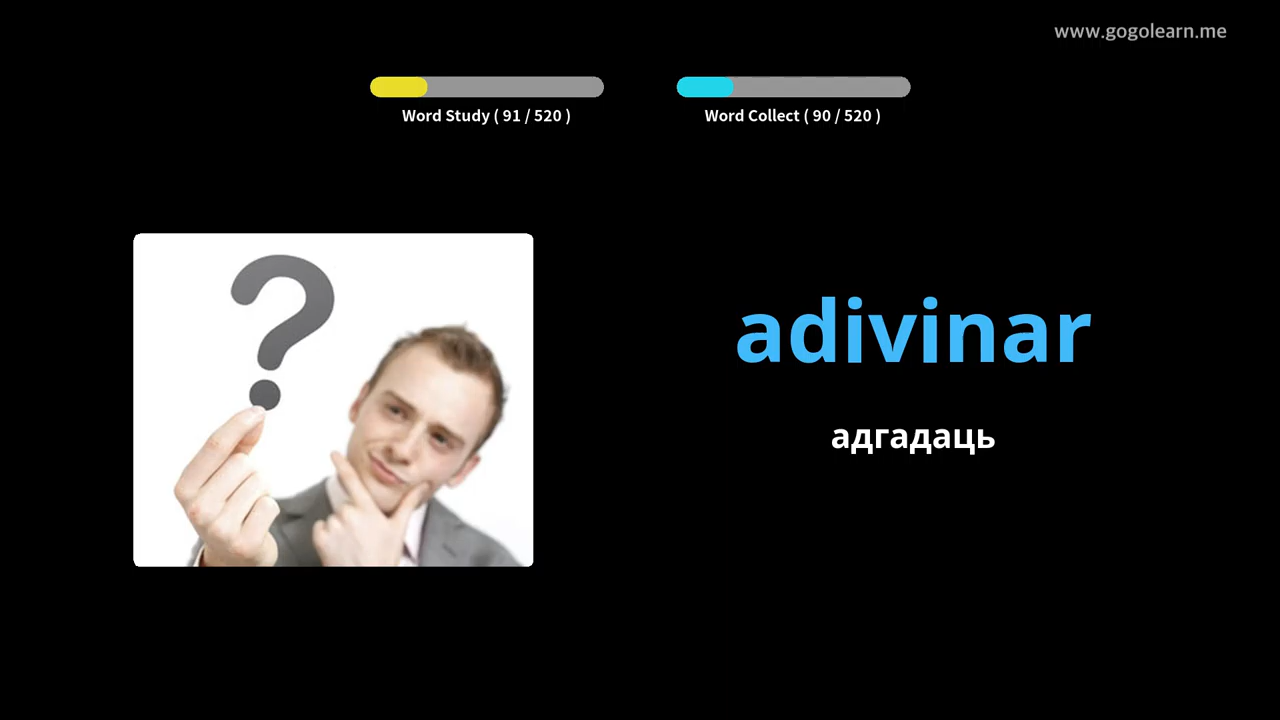 www.gogolearn.me
Word Study ( 91 / 520 )
Word Collect ( 90 / 520 )
?
adivinar
адгадаць